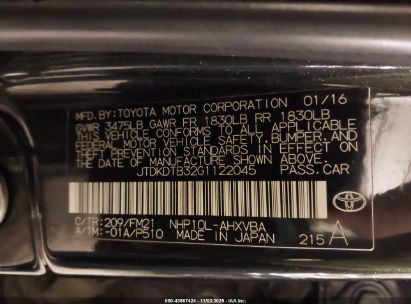 MFD.BY:TOYOTA MOTOR CORPORATION 01/16
GVWR 3475LB GAWR FR 1830LB RR 1830LB
THIS VEHICLE CONFORMS TO ALL APPLICABLE
FEDERAL MOTOR VEHICLE SAFETY, BUMPER, AND
THEFT PREVENTION STANDARDS IN EFFECT ON
THE DATE OF MANUFACTURE SHOWN ABOVE.
JTDKDTB32G1122045 PASS.CAR
C/TR:209/FM21 NHP10L-AHXVBA
A/TM:-01A/P510 MADE IN JAPAN 215A
TOYOTA